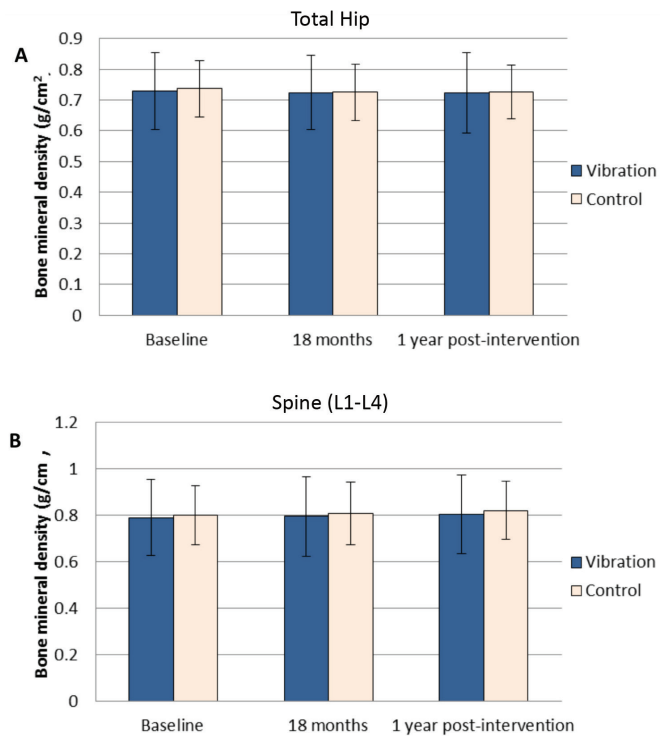 Total Hip
A
Bone mineral density (g/cm².
0.9
0.8
0.7
0.6
0.5
0.4
0.3
0.2
0.1
0
Vibration
Control
Baseline
18 months
1 year post-intervention
Spine (L1-L4)
B
Bone mineral density (g/cm ,
1.2
1
0.8
0.6
0.4
0.2
0
Vibration
Control
Baseline
18 months
1 year post-intervention